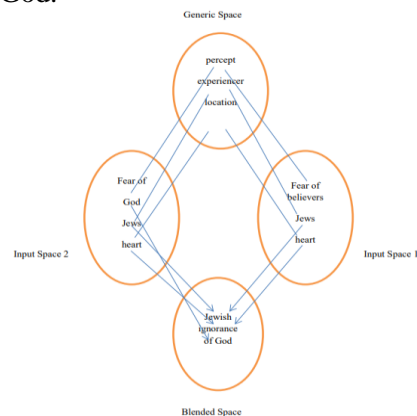 God.
Generic Space
percept
experiencer
location
Fear of
God
Jews
heart
Fear of
believers
Jews
heart
Input Space 2
Input Space 1
Jewish
ignorance
of God
Blended Space